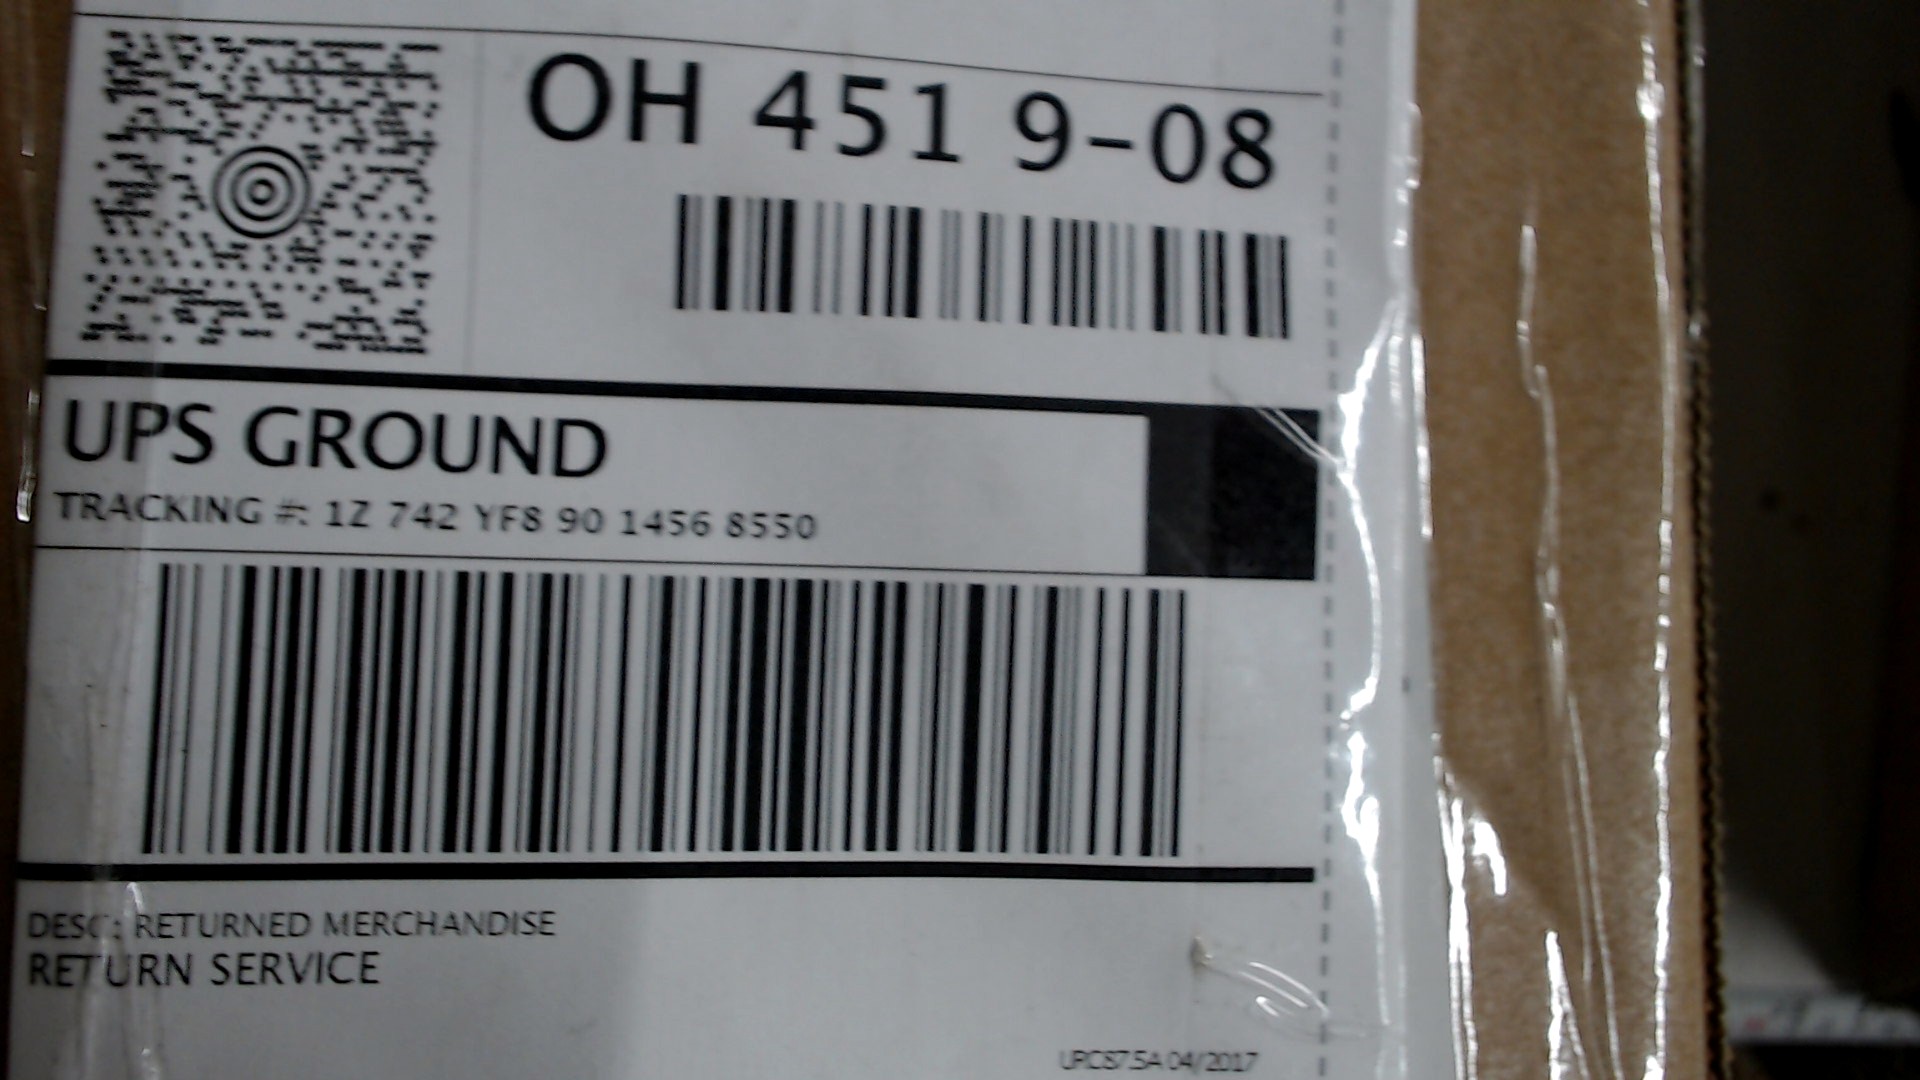 OH 451 9-08
UPS GROUND
TRACKING #: 1Z 742 YF8 90 1456 8550
DESC: RETURNED MERCHANDISE
RETURN SERVICE
URC87.5A 04/2017